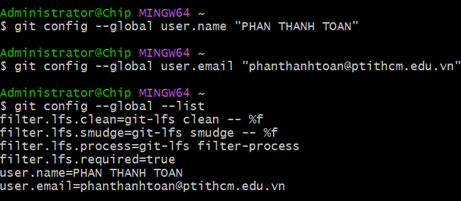 Administrator@Chip MINGW64 ~
$ git config --global user.name "PHAN THANH TOAN"
Administrator@Chip MINGW64 ~
$ git config --global user.email "phanthanhtoan@ptithcm.edu.vn"
Administrator@Chip MINGW64 ~
$ git config --global --list
filter.lfs.clean=git-lfs clean -- %f
filter.lfs.smudge=git-lfs smudge -- %f
filter.lfs.process=git-lfs filter-process
filter.lfs.required=true
user.name=PHAN THANH TOAN
user.email=phanthanhtoan@ptithcm.edu.vn